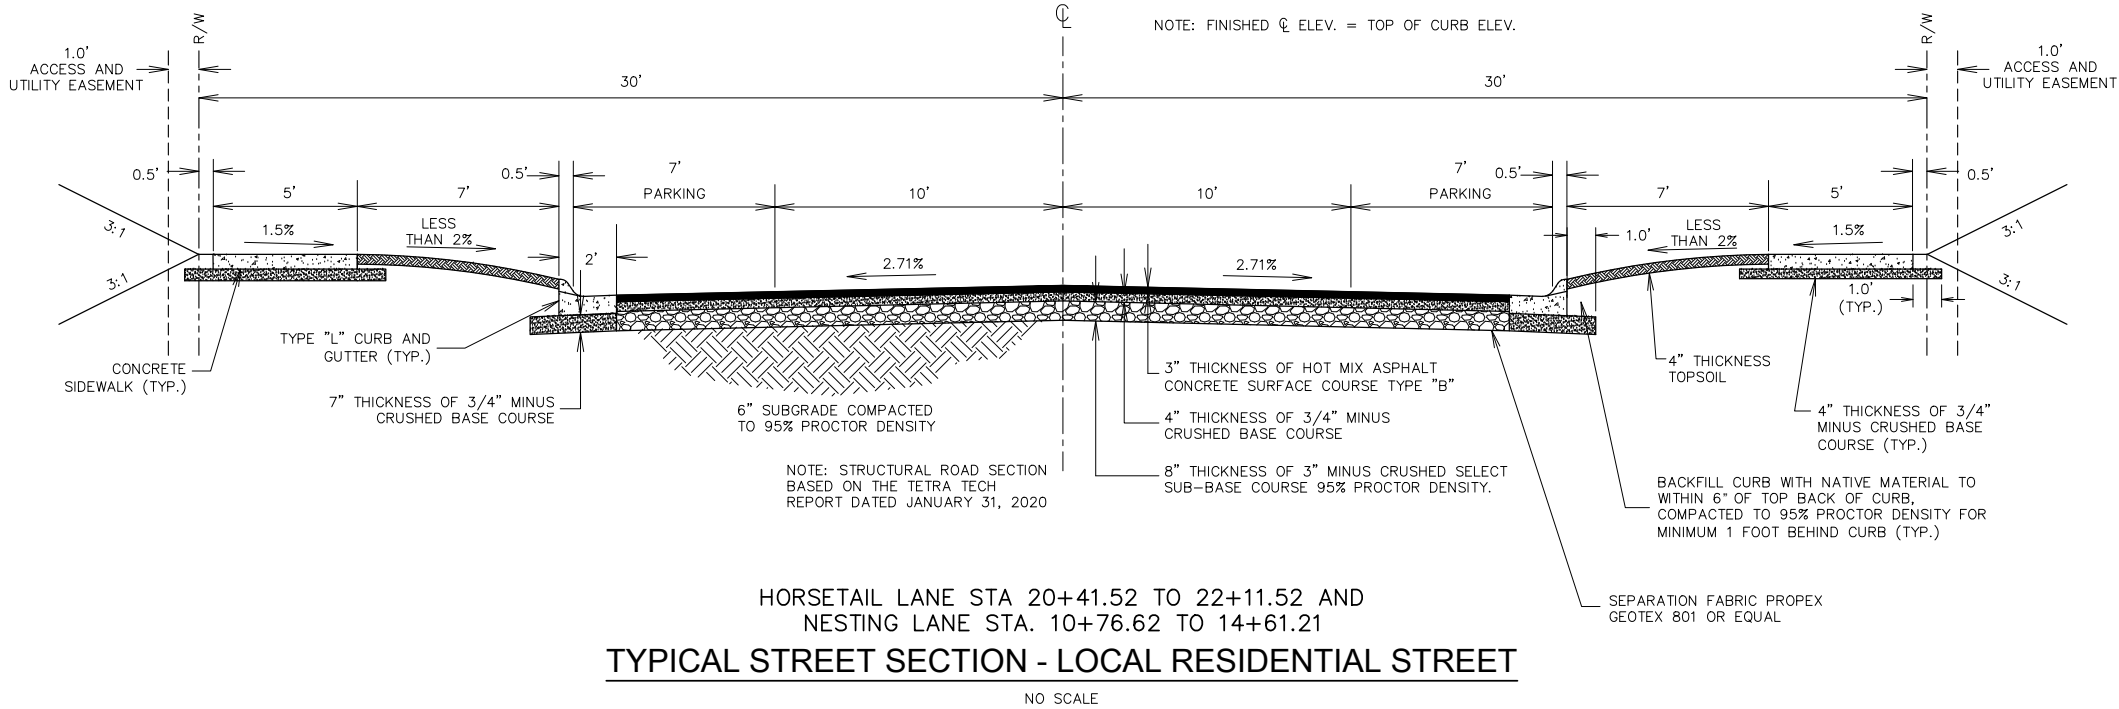 NOTE: FINISHED ℄ ELEV. = TOP OF CURB ELEV.
℄
R/W
R/W
1.0'
ACCESS AND
UTILITY EASEMENT
1.0'
ACCESS AND
UTILITY EASEMENT
30'
30'
0.5'
5'
7'
0.5'
7'
PARKING
10'
10'
7'
PARKING
0.5'
7'
5'
0.5'
3:1
3:1
1.5%
LESS
THAN 2%
2'
2.71%
2.71%
1.0'
LESS
THAN 2%
1.5%
3:1
3:1
1.0'
(TYP.)
TYPE "L" CURB AND
GUTTER (TYP.)
CONCRETE
SIDEWALK (TYP.)
7" THICKNESS OF 3/4" MINUS
CRUSHED BASE COURSE
6" SUBGRADE COMPACTED
TO 95% PROCTOR DENSITY
3" THICKNESS OF HOT MIX ASPHALT
CONCRETE SURFACE COURSE TYPE "B"
4" THICKNESS OF 3/4" MINUS
CRUSHED BASE COURSE
8" THICKNESS OF 3" MINUS CRUSHED SELECT
SUB-BASE COURSE 95% PROCTOR DENSITY.
4" THICKNESS
TOPSOIL
4" THICKNESS OF 3/4"
MINUS CRUSHED BASE
COURSE (TYP.)
NOTE: STRUCTURAL ROAD SECTION
BASED ON THE TETRA TECH
REPORT DATED JANUARY 31, 2020
BACKFILL CURB WITH NATIVE MATERIAL TO
WITHIN 6" OF TOP BACK OF CURB,
COMPACTED TO 95% PROCTOR DENSITY FOR
MINIMUM 1 FOOT BEHIND CURB (TYP.)
SEPARATION FABRIC PROPEX
GEOTEX 801 OR EQUAL
HORSETAIL LANE STA 20+41.52 TO 22+11.52 AND
NESTING LANE STA. 10+76.62 TO 14+61.21
TYPICAL STREET SECTION - LOCAL RESIDENTIAL STREET
NO SCALE